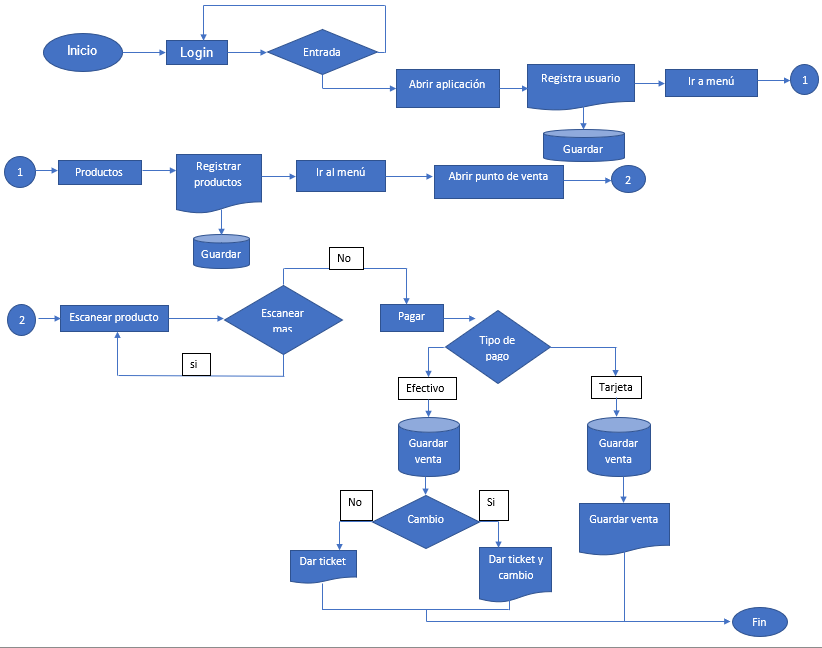 Inicio
Login
Entrada
Abrir aplicación
Registra usuario
Ir a menú
1
Guardar
1
Productos
Registrar
productos
Ir al menú
Abrir punto de venta
2
Guardar
No
2
Escanear producto
Escanear
mas
Pagar
Tipo de
pago
si
Efectivo
Tarjeta
Guardar
venta
Guardar
venta
No
Si
Cambio
Guardar venta
Dar ticket
Dar ticket y
cambio
Fin